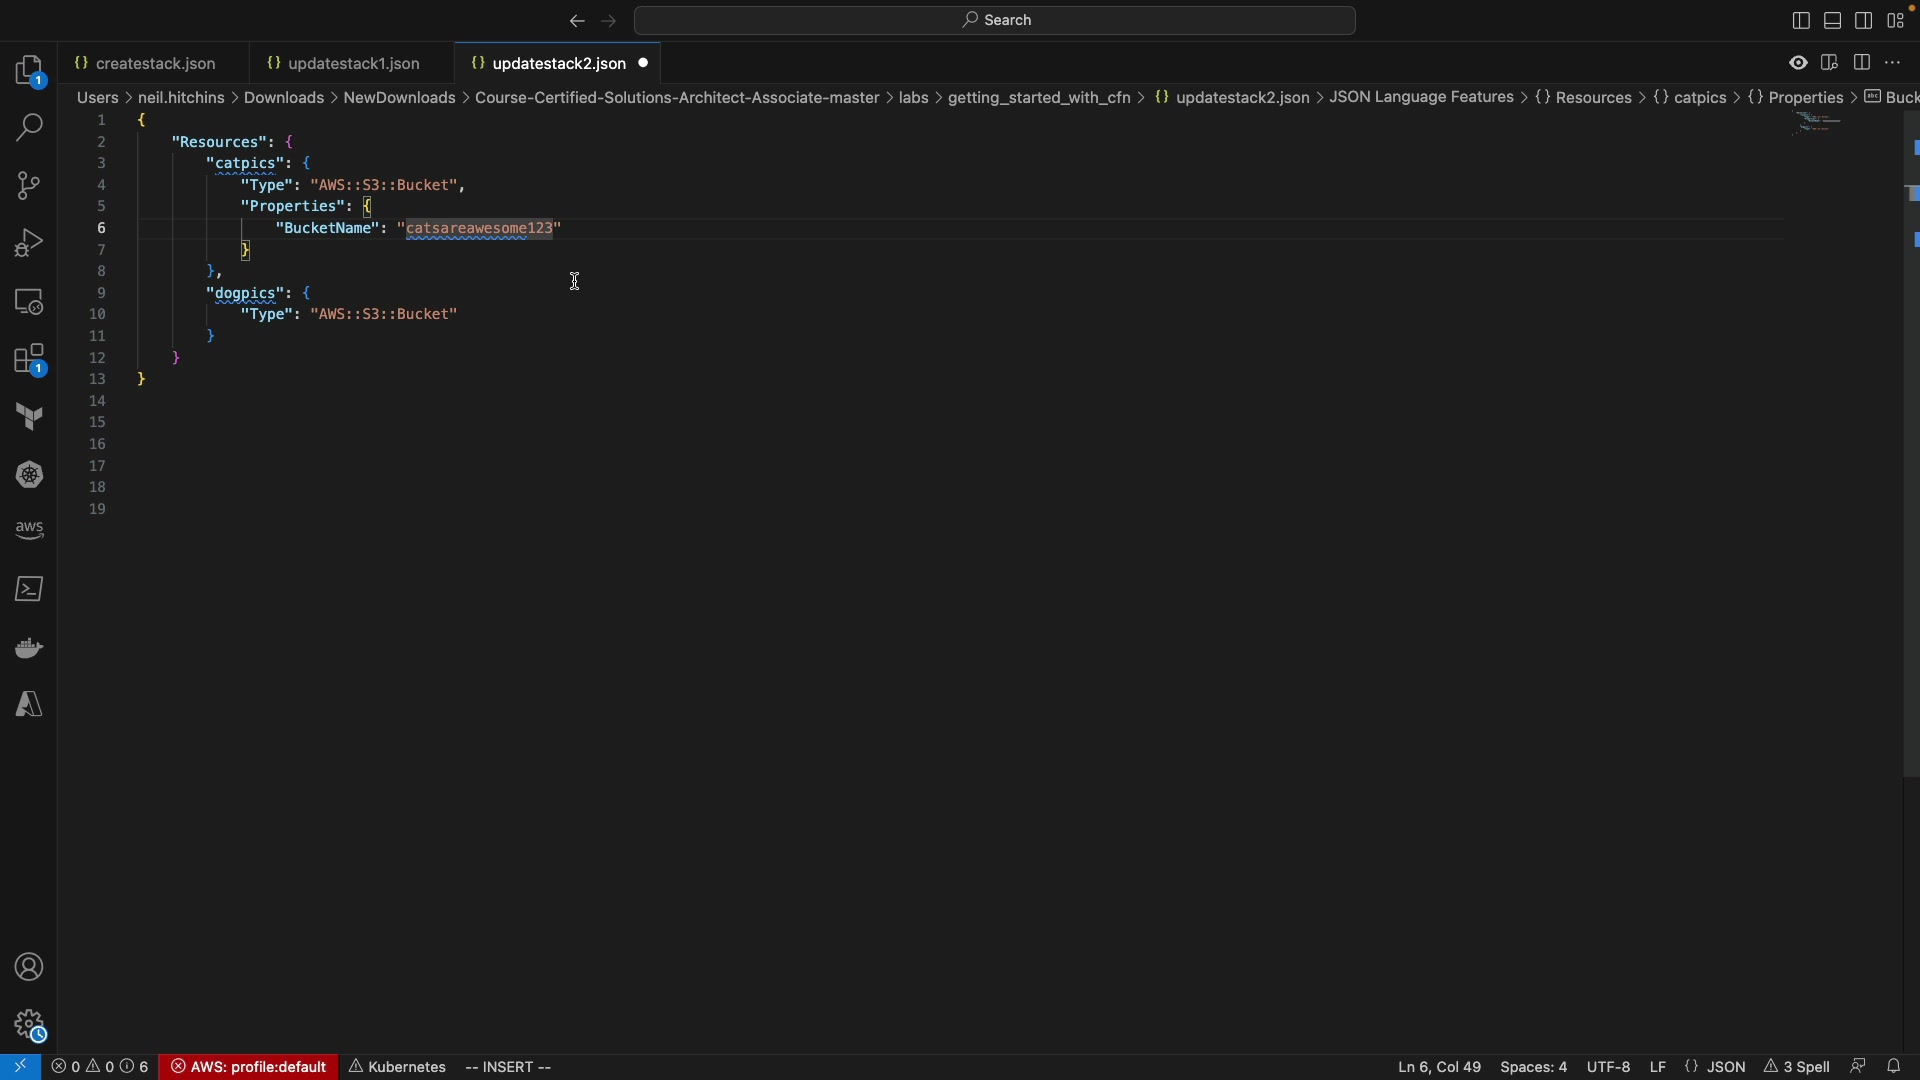 Search
createstack.json
updatestack1.json
updatestack2.json
Users > neil.hitchins > Downloads > NewDownloads > Course-Certified-Solutions-Architect-Associate-master > labs > getting_started_with_cfn > {} updatestack2.json > JSON Language Features > {} Resources > {} catpics > {} Properties > Buck
1 {
2 "Resources": {
3 "catpics": {
4 "Type": "AWS::S3::Bucket",
5 "Properties": {
6 "BucketName": "catsareawesome123"
7 }
8 },
9 "dogpics": {
10 "Type": "AWS::S3::Bucket"
11 }
12 }
13 }
14
15
16
17
18
19
1
1
aws
0 0 6 AWS: profile:default Kubernetes -- INSERT -- Ln 6, Col 49 Spaces: 4 UTF-8 LF {} JSON 3 Spell